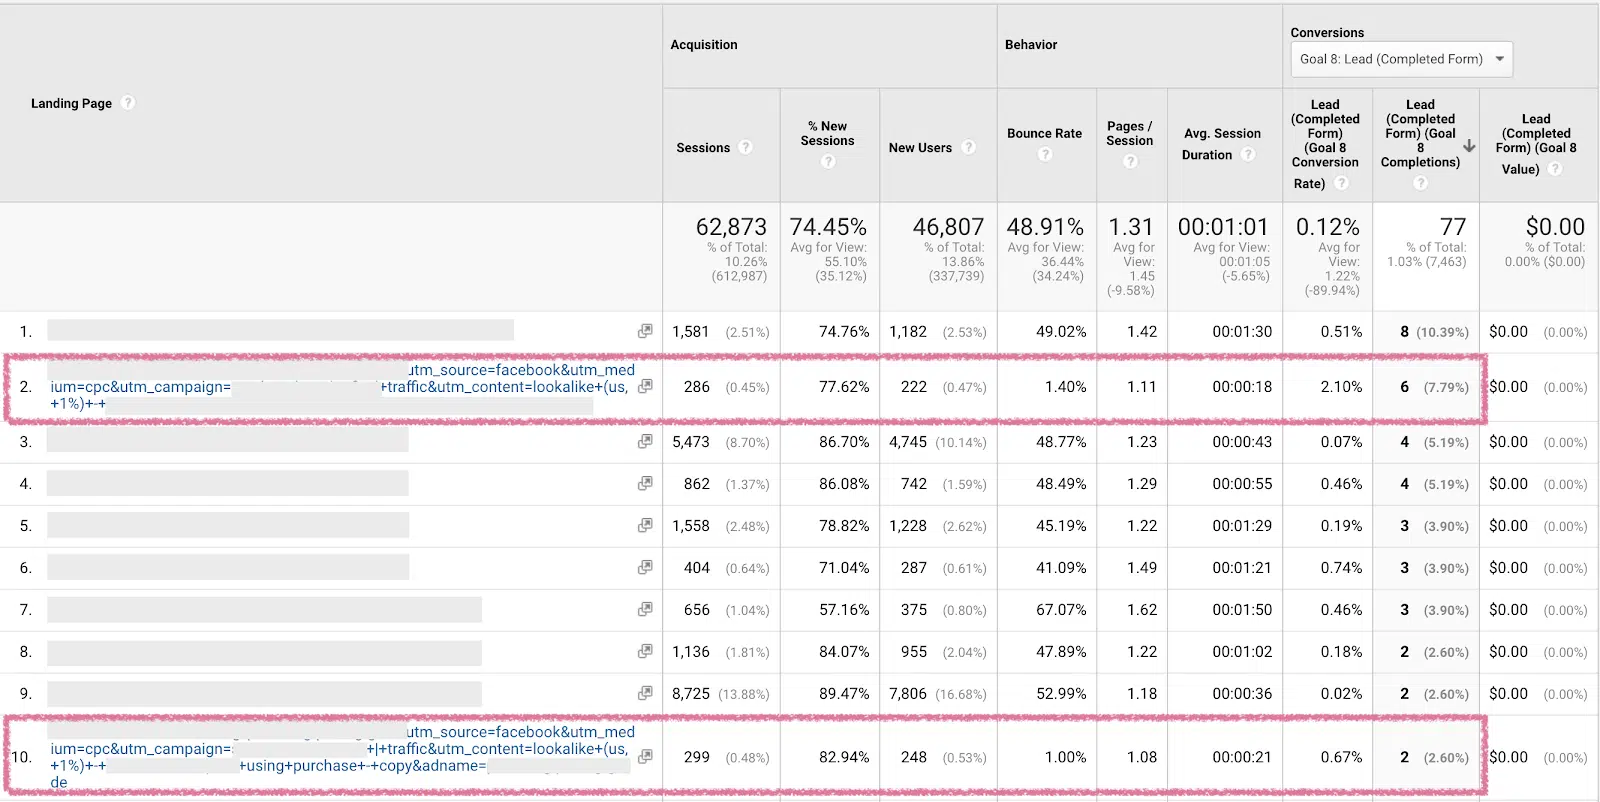 Landing Page ?
Acquisition
Behavior
Conversions
Goal 8: Lead (Completed Form)
Sessions ?
% New Sessions ?
New Users ?
Bounce Rate ?
Pages / Session ?
Avg. Session Duration ?
Lead (Completed Form) (Goal 8 Conversion Rate) ?
Lead (Completed Form) (Goal 8 Completions) ?
Lead (Completed Form) (Goal 8 Value) ?
62,873 74.45% 46,807 48.91% 1.31 00:01:01 0.12% 77 $0.00
% of Total: 10.26% (612,987)
Avg for View: 55.10% (35.12%)
% of Total: 13.86% (337,739)
Avg for View: 36.44% (34.24%)
Avg for View: 1.45 (-9.58%)
Avg for View: 00:01:05 (-5.65%)
Avg for View: 1.22% (-89.94%)
% of Total: 1.03% (7,463)
% of Total: 0.00% ($0.00)
1. 1,581 (2.51%) 74.76% 1,182 (2.53%) 49.02% 1.42 00:01:30 0.51% 8 (10.39%) $0.00 (0.00%)
utm_source=facebook&utm_med
2. ium=cpc&utm_campaign= |+traffic&utm_content=lookalike+(us, 286 (0.45%) 77.62% 222 (0.47%) 1.40% 1.11 00:00:18 2.10% 6 (7.79%) $0.00 (0.00%)
+1%)+-+
3. 5,473 (8.70%) 86.70% 4,745 (10.14%) 48.77% 1.23 00:00:43 0.07% 4 (5.19%) $0.00 (0.00%)
4. 862 (1.37%) 86.08% 742 (1.59%) 48.49% 1.29 00:00:55 0.46% 4 (5.19%) $0.00 (0.00%)
5. 1,558 (2.48%) 78.82% 1,228 (2.62%) 45.19% 1.22 00:01:29 0.19% 3 (3.90%) $0.00 (0.00%)
6. 404 (0.64%) 71.04% 287 (0.61%) 41.09% 1.49 00:01:21 0.74% 3 (3.90%) $0.00 (0.00%)
7. 656 (1.04%) 57.16% 375 (0.80%) 67.07% 1.62 00:01:50 0.46% 3 (3.90%) $0.00 (0.00%)
8. 1,136 (1.81%) 84.07% 955 (2.04%) 47.89% 1.22 00:01:02 0.18% 2 (2.60%) $0.00 (0.00%)
9. 8,725 (13.88%) 89.47% 7,806 (16.68%) 52.99% 1.18 00:00:36 0.02% 2 (2.60%) $0.00 (0.00%)
utm_source=facebook&utm_med
ium=cpc&utm_campaign= +|+traffic&utm_content=lookalike+(us,
10. +1%)+-+ +using+purchase+-+copy&adname= 299 (0.48%) 82.94% 248 (0.53%) 1.00% 1.08 00:00:21 0.67% 2 (2.60%) $0.00 (0.00%)
de